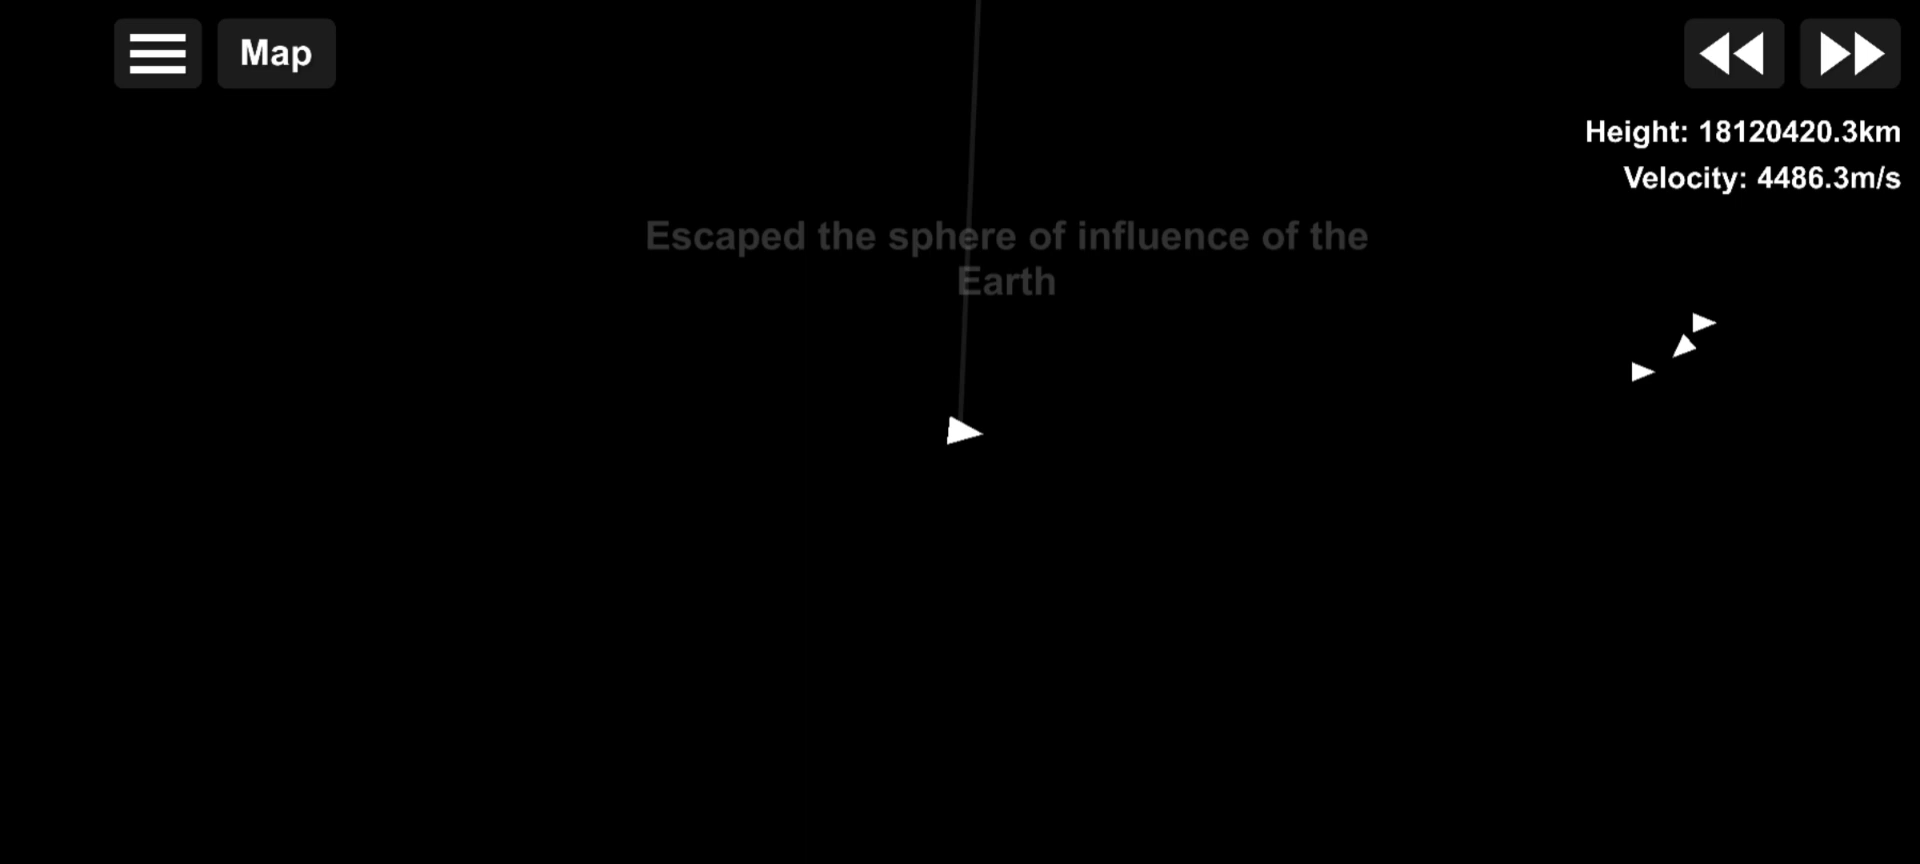 Map
Height: 18120420.3km
Velocity: 4486.3m/s
Escaped the sphere of influence of the
Earth